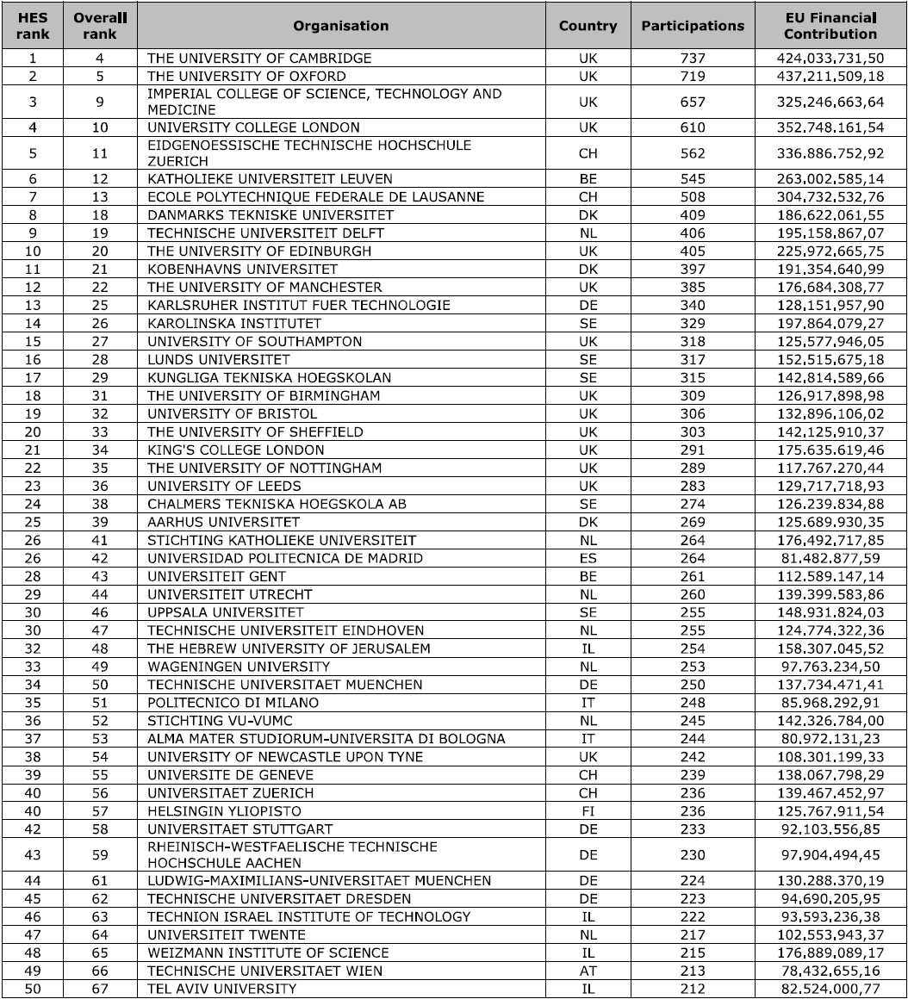 HES rank Overall rank Organisation Country Participations EU Financial Contribution
1 4 THE UNIVERSITY OF CAMBRIDGE UK 737 424.033.731,50
2 5 THE UNIVERSITY OF OXFORD UK 719 437.211.509,18
3 9 IMPERIAL COLLEGE OF SCIENCE, TECHNOLOGY AND MEDICINE UK 657 325.246.663,64
4 10 UNIVERSITY COLLEGE LONDON UK 610 352.748.161,54
5 11 EIDGENOESSISCHE TECHNISCHE HOCHSCHULE ZUERICH CH 562 336.886.752,92
6 12 KATHOLIEKE UNIVERSITEIT LEUVEN BE 545 263.002.585,14
7 13 ECOLE POLYTECHNIQUE FEDERALE DE LAUSANNE CH 508 304.732.532,76
8 18 DANMARKS TEKNISKE UNIVERSITET DK 409 186.622.061,55
9 19 TECHNISCHE UNIVERSITEIT DELFT NL 406 195.158.867,07
10 20 THE UNIVERSITY OF EDINBURGH UK 405 225.972.665,75
11 21 KOBENHAVNS UNIVERSITET DK 397 191.354.640,99
12 22 THE UNIVERSITY OF MANCHESTER UK 385 176.684.308,77
13 25 KARLSRUHER INSTITUT FUER TECHNOLOGIE DE 340 128.151.957,90
14 26 KAROLINSKA INSTITUTET SE 329 197.864.079,27
15 27 UNIVERSITY OF SOUTHAMPTON UK 318 125.577.946,05
16 28 LUNDS UNIVERSITET SE 317 152.515.675,18
17 29 KUNGLIGA TEKNISKA HOEGSKOLAN SE 315 142.814.589,66
18 31 THE UNIVERSITY OF BIRMINGHAM UK 309 126.917.898,98
19 32 UNIVERSITY OF BRISTOL UK 306 132.896.106,02
20 33 THE UNIVERSITY OF SHEFFIELD UK 303 142.125.910,37
21 34 KING'S COLLEGE LONDON UK 291 175.635.619,46
22 35 THE UNIVERSITY OF NOTTINGHAM UK 289 117.767.270,44
23 36 UNIVERSITY OF LEEDS UK 283 129.717.718,93
24 38 CHALMERS TEKNISKA HOEGSKOLA AB SE 274 126.239.834,88
25 39 AARHUS UNIVERSITET DK 269 125.689.930,35
26 41 STICHTING KATHOLIEKE UNIVERSITEIT NL 264 176.492.717,85
26 42 UNIVERSIDAD POLITECNICA DE MADRID ES 264 81.482.877,59
28 43 UNIVERSITEIT GENT BE 261 112.589.147,14
29 44 UNIVERSITEIT UTRECHT NL 260 139.399.583,86
30 46 UPPSALA UNIVERSITET SE 255 148.931.824,03
30 47 TECHNISCHE UNIVERSITEIT EINDHOVEN NL 255 124.774.322,36
32 48 THE HEBREW UNIVERSITY OF JERUSALEM IL 254 158.307.045,52
33 49 WAGENINGEN UNIVERSITY NL 253 97.763.234,50
34 50 TECHNISCHE UNIVERSITAET MUENCHEN DE 250 137.734.471,41
35 51 POLITECNICO DI MILANO IT 248 85.968.292,91
36 52 STICHTING VU-VUMC NL 245 142.326.784,00
37 53 ALMA MATER STUDIORUM-UNIVERSITA DI BOLOGNA IT 244 80.972.131,23
38 54 UNIVERSITY OF NEWCASTLE UPON TYNE UK 242 108.301.199,33
39 55 UNIVERSITE DE GENEVE CH 239 138.067.798,29
40 56 UNIVERSITAET ZUERICH CH 236 139.467.452,97
40 57 HELSINGIN YLIOPISTO FI 236 125.767.911,54
42 58 UNIVERSITAET STUTTGART DE 233 92.103.556,85
43 59 RHEINISCH-WESTFAELISCHE TECHNISCHE HOCHSCHULE AACHEN DE 230 97.904.494,45
44 61 LUDWIG-MAXIMILIANS-UNIVERSITAET MUENCHEN DE 224 130.288.370,19
45 62 TECHNISCHE UNIVERSITAET DRESDEN DE 223 94.690.205,95
46 63 TECHNION ISRAEL INSTITUTE OF TECHNOLOGY IL 222 93.593.236,38
47 64 UNIVERSITEIT TWENTE NL 217 102.553.943,37
48 65 WEIZMANN INSTITUTE OF SCIENCE IL 215 176.889.089,17
49 66 TECHNISCHE UNIVERSITAET WIEN AT 213 78.432.655,16
50 67 TEL AVIV UNIVERSITY IL 212 82.524.000,77